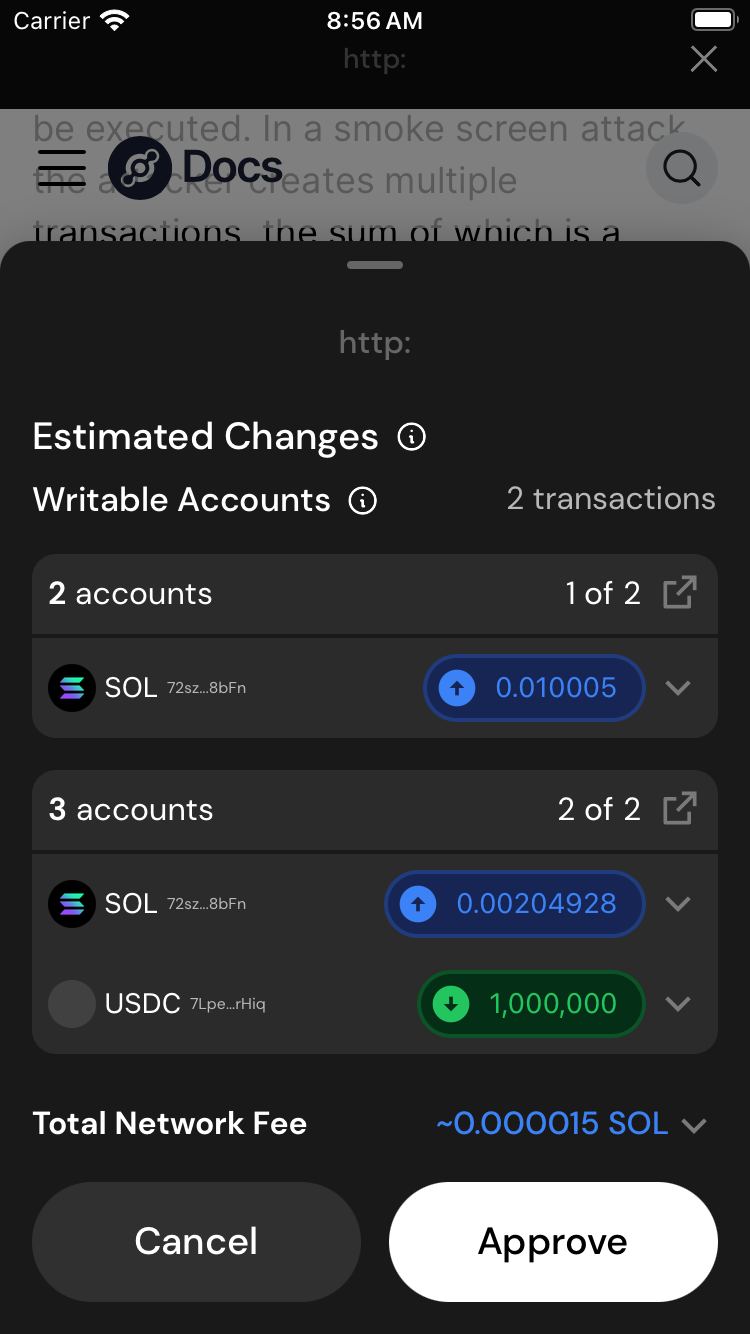 Carrier 8:56 AM
http:
be executed. In a smoke screen attack
Docs
the attacker creates multiple
transactions, the sum of which is a
http:
Estimated Changes
Writable Accounts 2 transactions
2 accounts 1 of 2
SOL 72sz...8bFn 0.010005
3 accounts 2 of 2
SOL 72sz...8bFn 0.00204928
USDC 7Lpe...rHiq 1,000,000
Total Network Fee ~0.000015 SOL
Cancel Approve